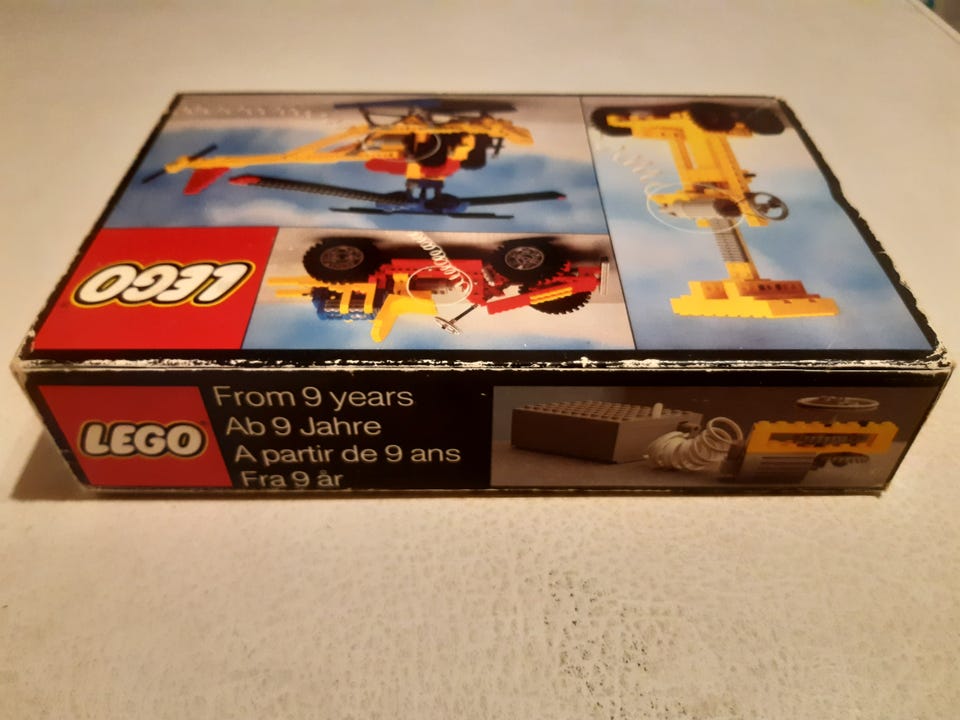 LEGO
LEGO
From 9 years
Ab 9 Jahre
A partir de 9 ans
Fra 9 år